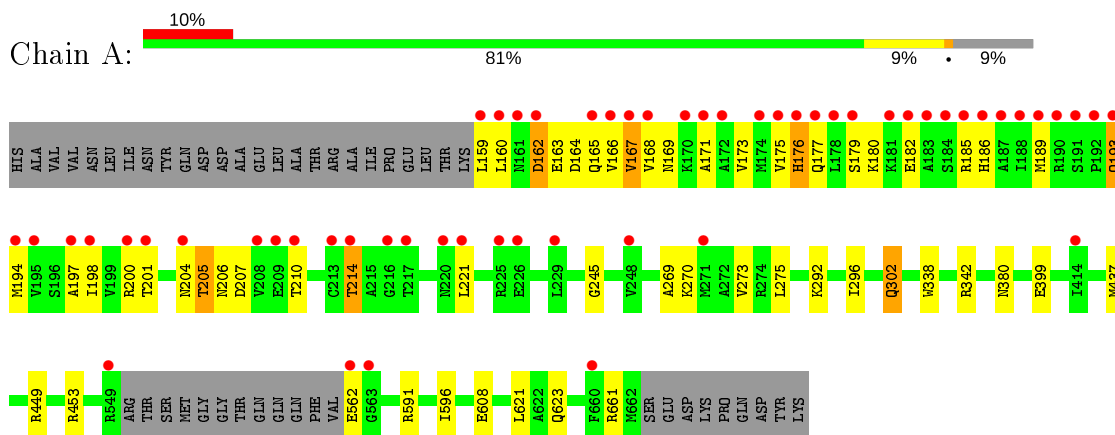 10%
Chain A:
81% 9% • 9%
HIS ALA VAL VAL ASN LEU ILE ASN TYR GLN ASP ASP ALA GLU LEU ALA THR ARG ALA ILE PRO GLU LEU THR LYS L159 L160 N161 D162 E163 D164 Q165 V166 V167 V168 N169 K170 A171 A172 V173 M174 V175 H176 Q177 L178 S179 K180 K181 E182 A183 S184 R185 H186 A187 I188 M189 R190 S191 P192 Q193
M194 V195 S196 A197 I198 V199 R200 T201 N204 T205 N206 D207 V208 E209 T210 C213 T214 A215 G216 T217 N220 L221 R225 E226 L229 G245 V248 A269 K270 M271 A272 V273 R274 L275 K292 I296 Q302 W338 R342 N380 E399 I414 M437
R449 R453 R549 ARG THR SER MET GLY GLY THR GLN GLN GLN PHE VAL E562 G563 R591 I596 E608 L621 A622 Q623 F660 R661 M662 SER GLU ASP LYS PRO GLN ASP TYR LYS